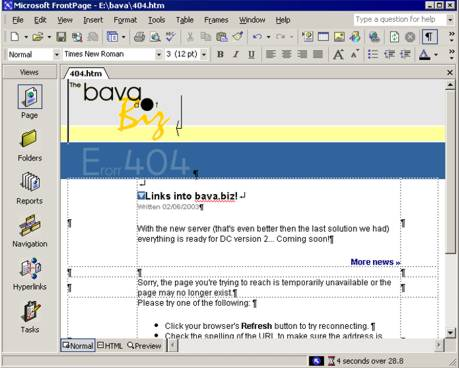 Microsoft FrontPage - E:\bava\404.htm
File Edit View Insert Format Tools Table Frames Window Help Type a question for help
Normal Times New Roman 3 (12 pt) B I U A A A
Views 404.htm
The
bava
dot
Biz
Page
Folders
Reports
Navigation
Hyperlinks
Tasks
Erorr404¶
Links into bava.biz!
Written 02/06/2003¶
With the new server (that's even better then the last solution we had)
everything is ready for DC version 2... Coming soon!¶
More news »
Sorry, the page you're trying to reach is temporarily unavailable or the
page may no longer exist.¶
Please try one of the following: ¶
• Click your browser's Refresh button to try reconnecting. ¶
• Check the spelling of the URL to make sure the address is
Normal HTML Preview
4 seconds over 28.8